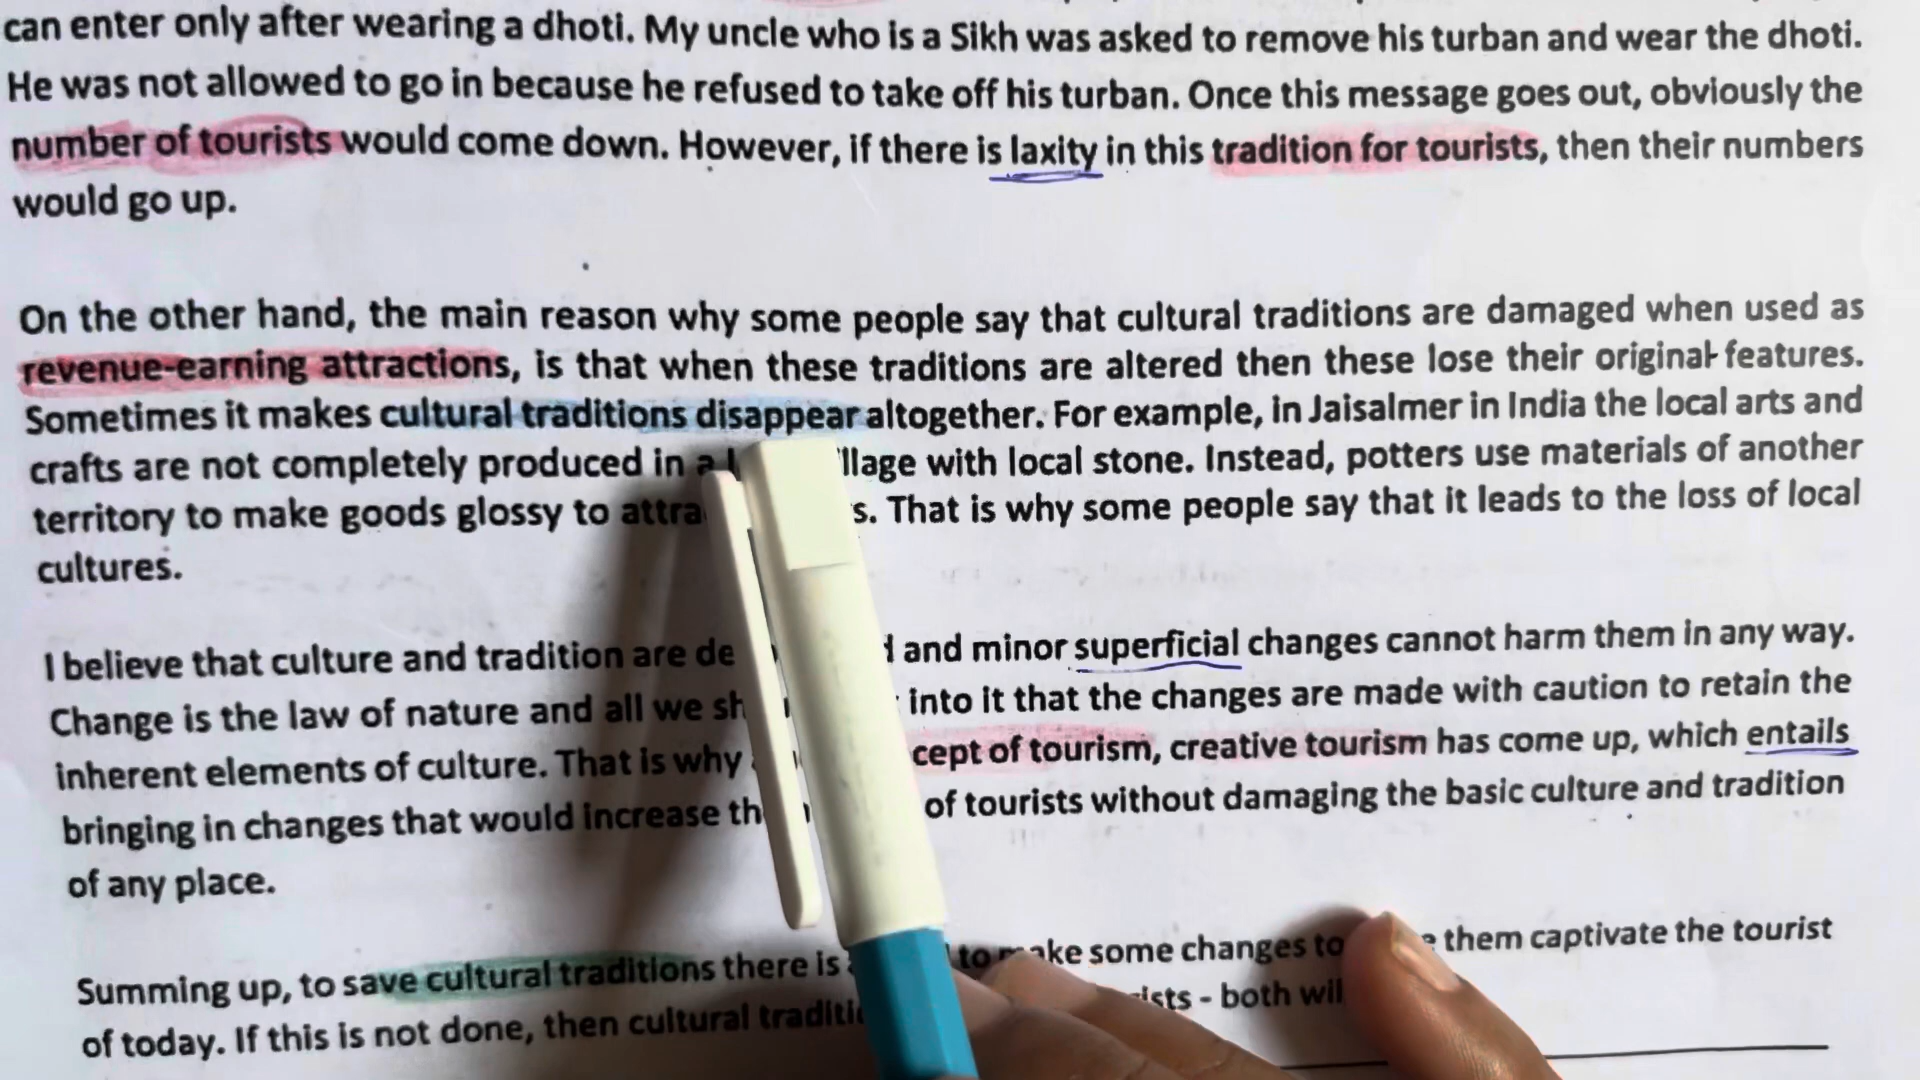 can enter only after wearing a dhoti. My uncle who is a Sikh was asked to remove his turban and wear the dhoti.
He was not allowed to go in because he refused to take off his turban. Once this message goes out, obviously the
number of tourists would come down. However, if there is laxity in this tradition for tourists, then their numbers
would go up.
On the other hand, the main reason why some people say that cultural traditions are damaged when used as
revenue-earning attractions, is that when these traditions are altered then these lose their original features.
Sometimes it makes cultural traditions disappear altogether. For example, in Jaisalmer in India the local arts and
crafts are not completely produced in a with local stone. Instead, potters use materials of another
territory to make goods glossy to That is why some people say that it leads to the loss of local
cultures.
I believe that culture and tradition are and minor superficial changes cannot harm them in any way.
Change is the law of nature and all we into it that the changes are made with caution to retain the
inherent elements of culture. That is why of tourism, creative tourism has come up, which entails
bringing in changes that would increase of tourists without damaging the basic culture and tradition
of any place.
Summing up, to save cultural traditions there is to make some changes to them captivate the tourist
of today. If this is not done, then cultural - both